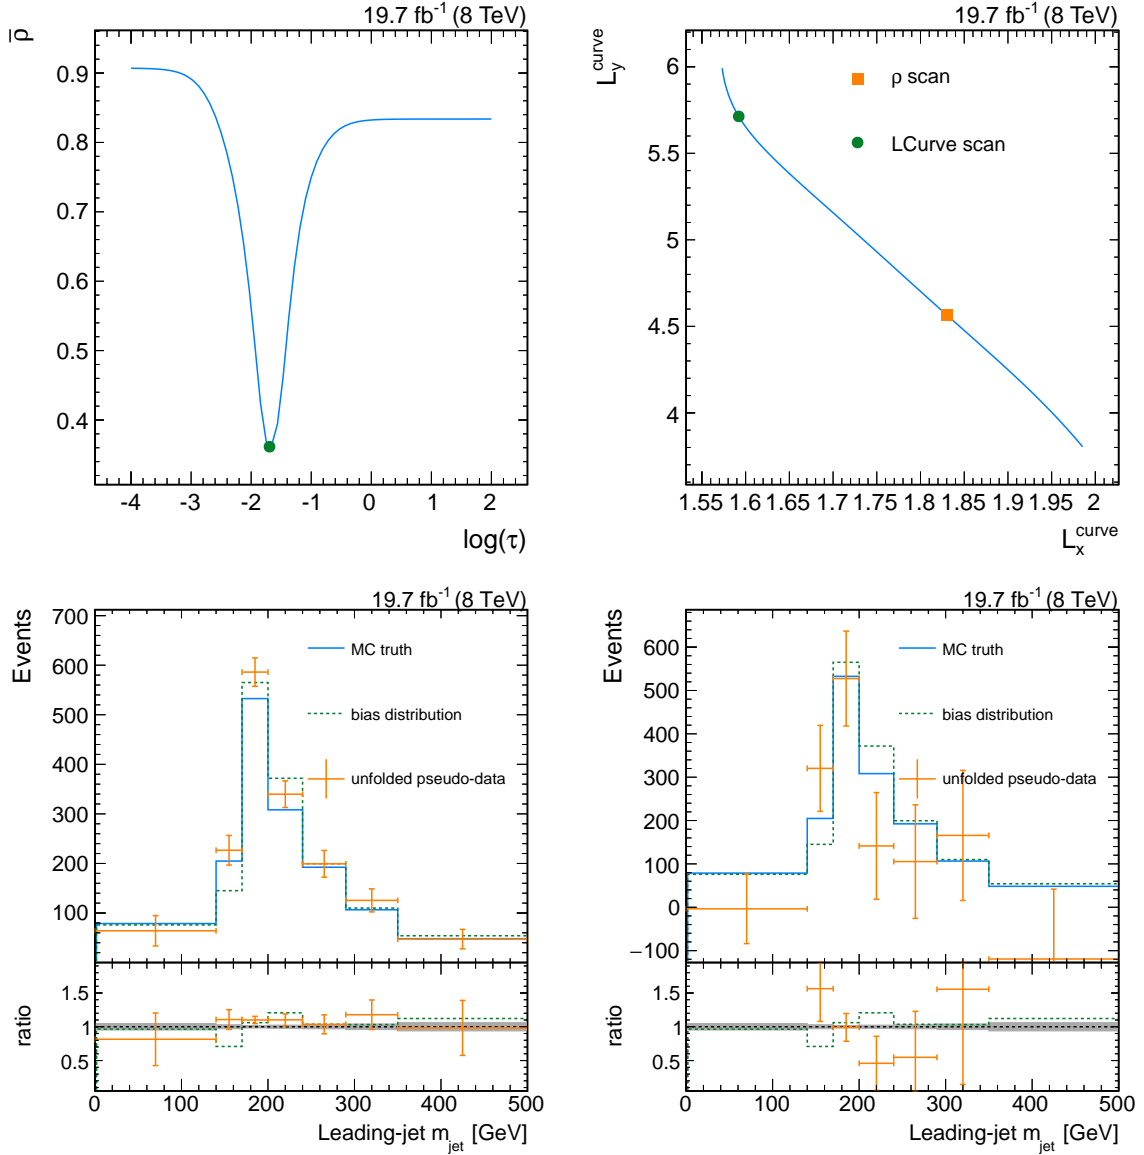 19.7 fb⁻¹ (8 TeV)
ρ̅
0.9
0.8
0.7
0.6
0.5
0.4
-4 -3 -2 -1 0 1 2
log(τ)
19.7 fb⁻¹ (8 TeV)
L_y^curve
6
5.5
5
4.5
4
ρ scan
LCurve scan
1.55 1.6 1.65 1.7 1.75 1.8 1.85 1.9 1.95 2
L_x^curve
19.7 fb⁻¹ (8 TeV)
Events
700
600
500
400
300
200
100
MC truth
bias distribution
unfolded pseudo-data
ratio
1.5
1
0.5
0 100 200 300 400 500
Leading-jet m_jet [GeV]
19.7 fb⁻¹ (8 TeV)
Events
600
500
400
300
200
100
0
−100
MC truth
bias distribution
unfolded pseudo-data
ratio
1.5
1
0.5
0 100 200 300 400 500
Leading-jet m_jet [GeV]